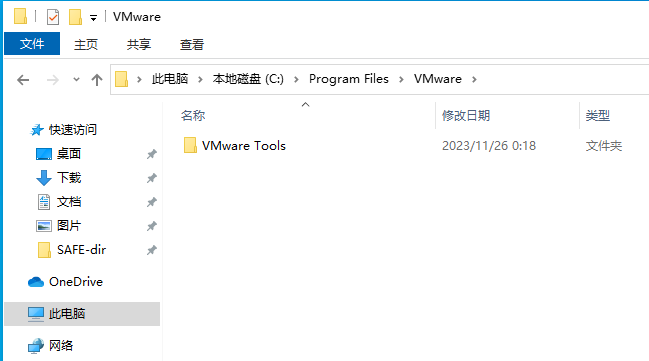 VMware
文件 主页 共享 查看
此电脑 本地磁盘 (C:) Program Files VMware
名称 修改日期 类型
快速访问
VMware Tools 2023/11/26 0:18 文件夹
桌面
下载
文档
图片
SAFE-dir
OneDrive
此电脑
网络